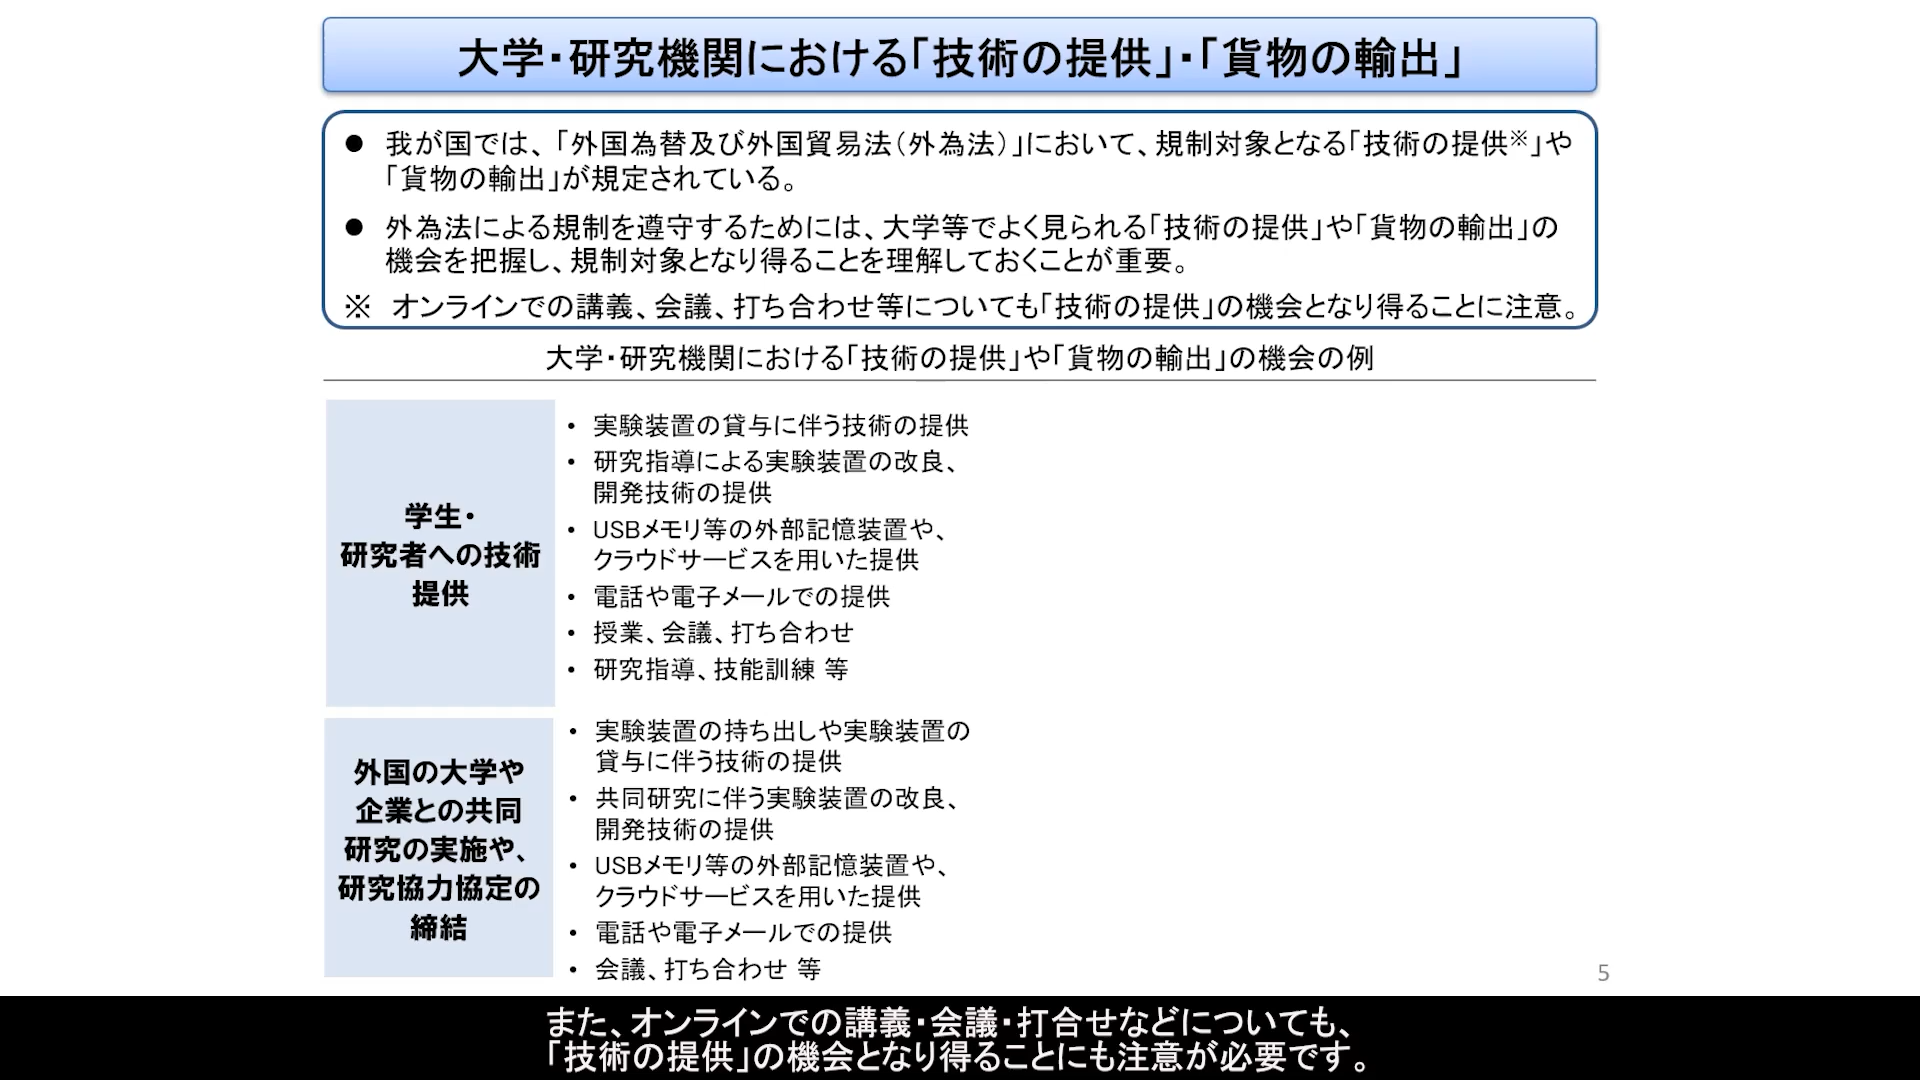 大学・研究機関における「技術の提供」・「貨物の輸出」
● 我が国では、「外国為替及び外国貿易法（外為法）」において、規制対象となる「技術の提供※」や
「貨物の輸出」が規定されている。
● 外為法による規制を遵守するためには、大学等でよく見られる「技術の提供」や「貨物の輸出」の
機会を把握し、規制対象となり得ることを理解しておくことが重要。
※ オンラインでの講義、会議、打ち合わせ等についても「技術の提供」の機会となり得ることに注意。
大学・研究機関における「技術の提供」や「貨物の輸出」の機会の例
学生・
研究者への技術
提供
• 実験装置の貸与に伴う技術の提供
• 研究指導による実験装置の改良、
開発技術の提供
• USBメモリ等の外部記憶装置や、
クラウドサービスを用いた提供
• 電話や電子メールでの提供
• 授業、会議、打ち合わせ
• 研究指導、技能訓練 等
外国の大学や
企業との共同
研究の実施や、
研究協力協定の
締結
• 実験装置の持ち出しや実験装置の
貸与に伴う技術の提供
• 共同研究に伴う実験装置の改良、
開発技術の提供
• USBメモリ等の外部記憶装置や、
クラウドサービスを用いた提供
• 電話や電子メールでの提供
• 会議、打ち合わせ 等
5
また、オンラインでの講義・会議・打合せなどについても、
「技術の提供」の機会となり得ることにも注意が必要です。